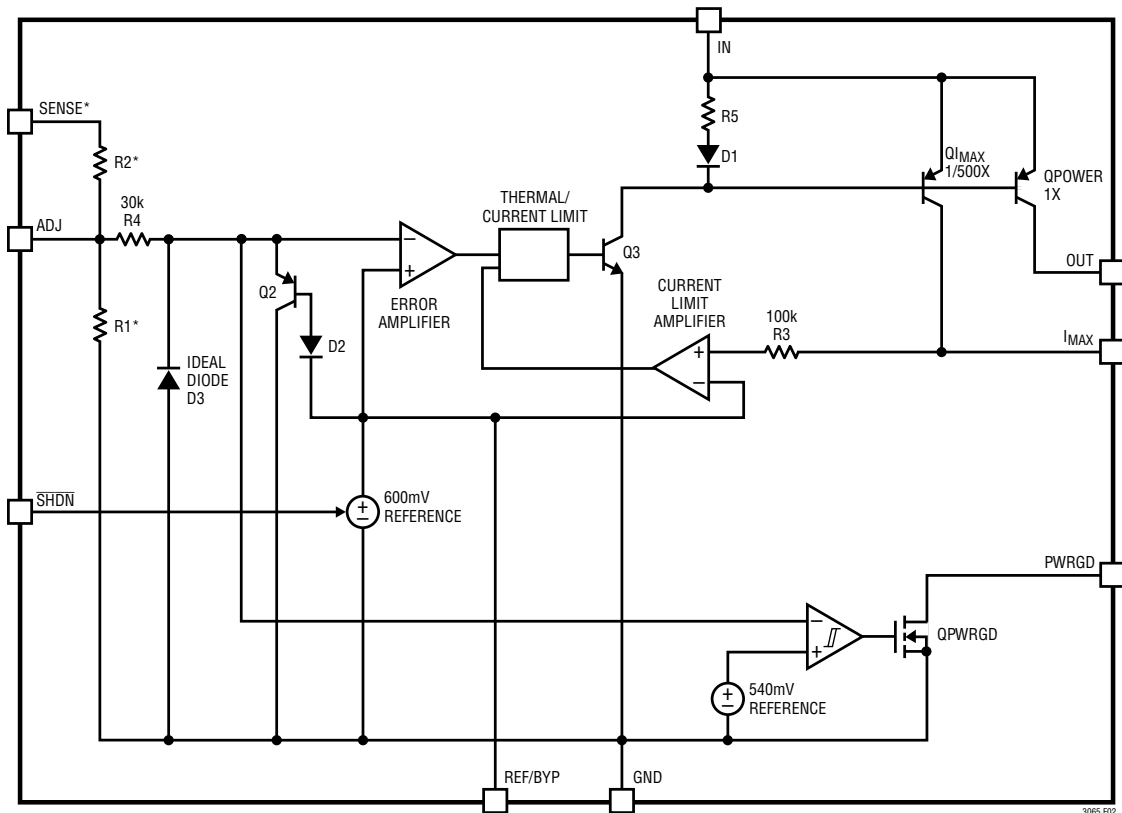 IN
SENSE*
R5
R2*
D1
QIMAX
1/500X
QPOWER
1X
THERMAL/
CURRENT LIMIT
30k
R4
ADJ
–
+
Q3
OUT
Q2
ERROR
AMPLIFIER
CURRENT
LIMIT
AMPLIFIER
100k
R3
IMAX
R1*
D2
+
–
IDEAL
DIODE
D3
SHDN
+
–
600mV
REFERENCE
PWRGD
–
+
QPWRGD
+
–
540mV
REFERENCE
REF/BYP
GND
3065 F02